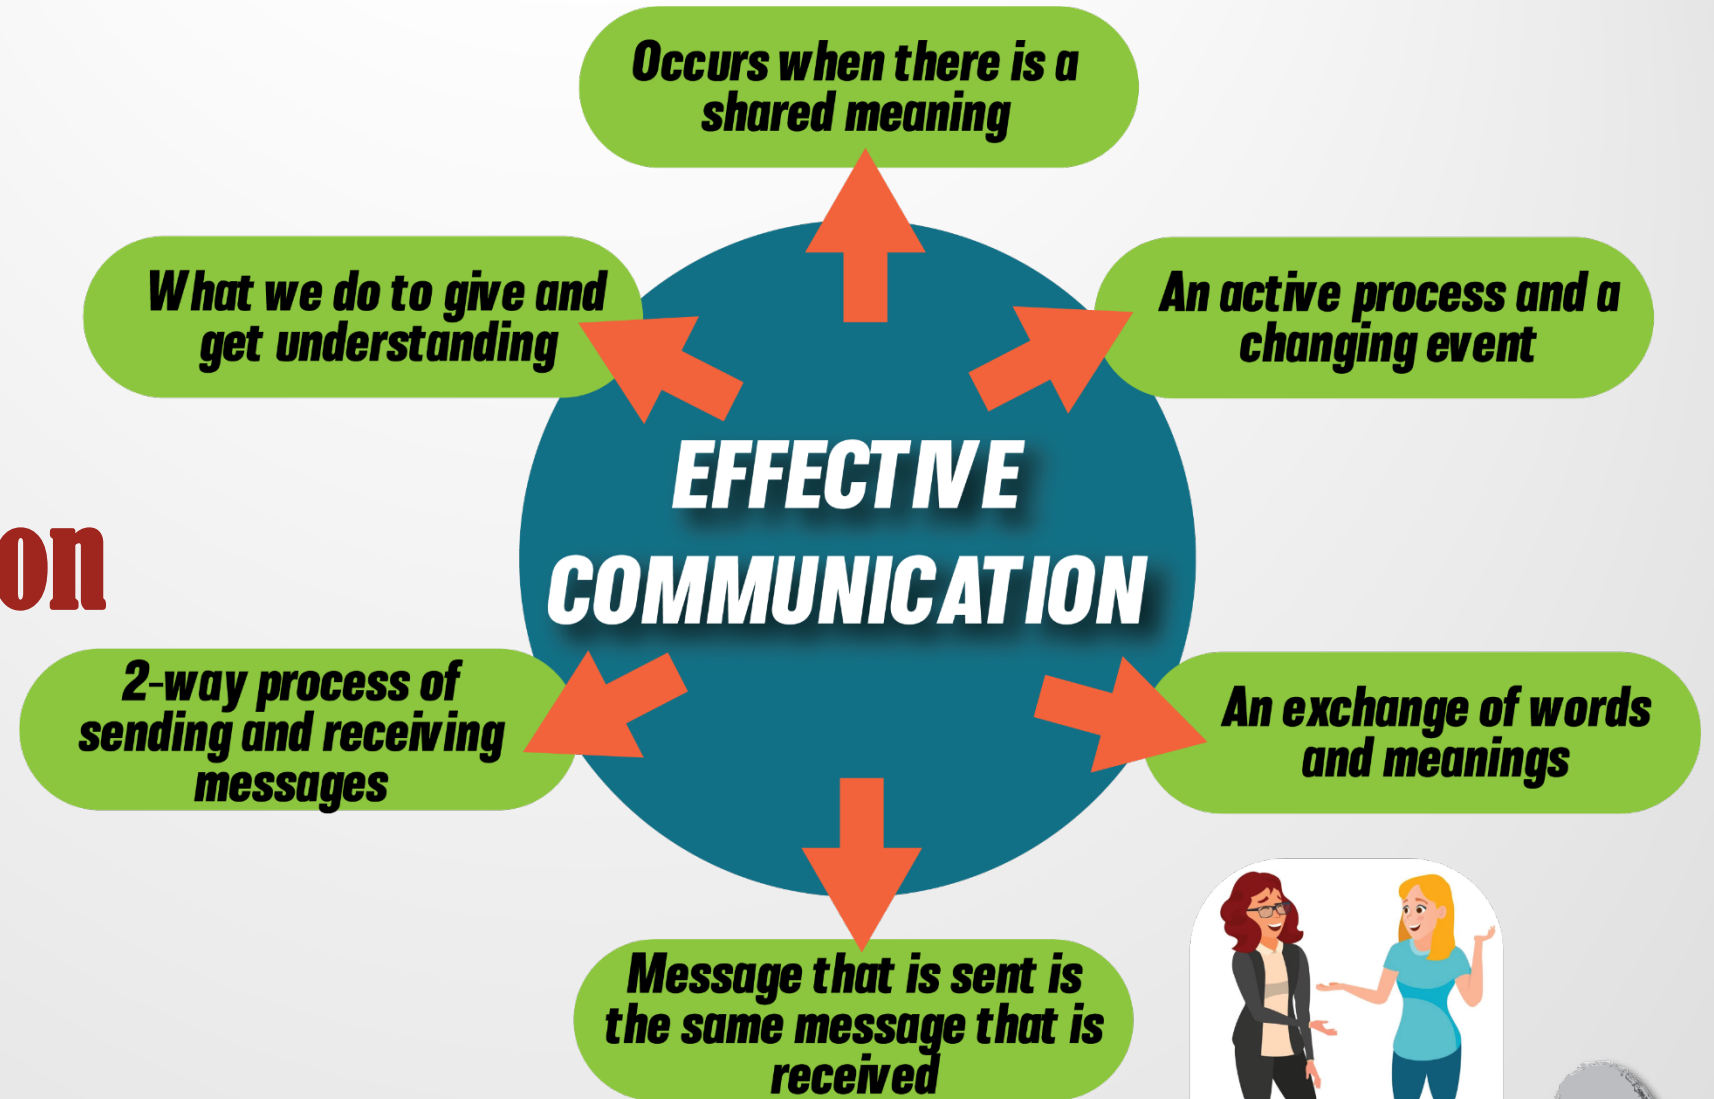 Occurs when there is a
shared meaning
What we do to give and
get understanding
An active process and a
changing event
EFFECTIVE
COMMUNICATION
on
2-way process of
sending and receiving
messages
An exchange of words
and meanings
Message that is sent is
the same message that is
received